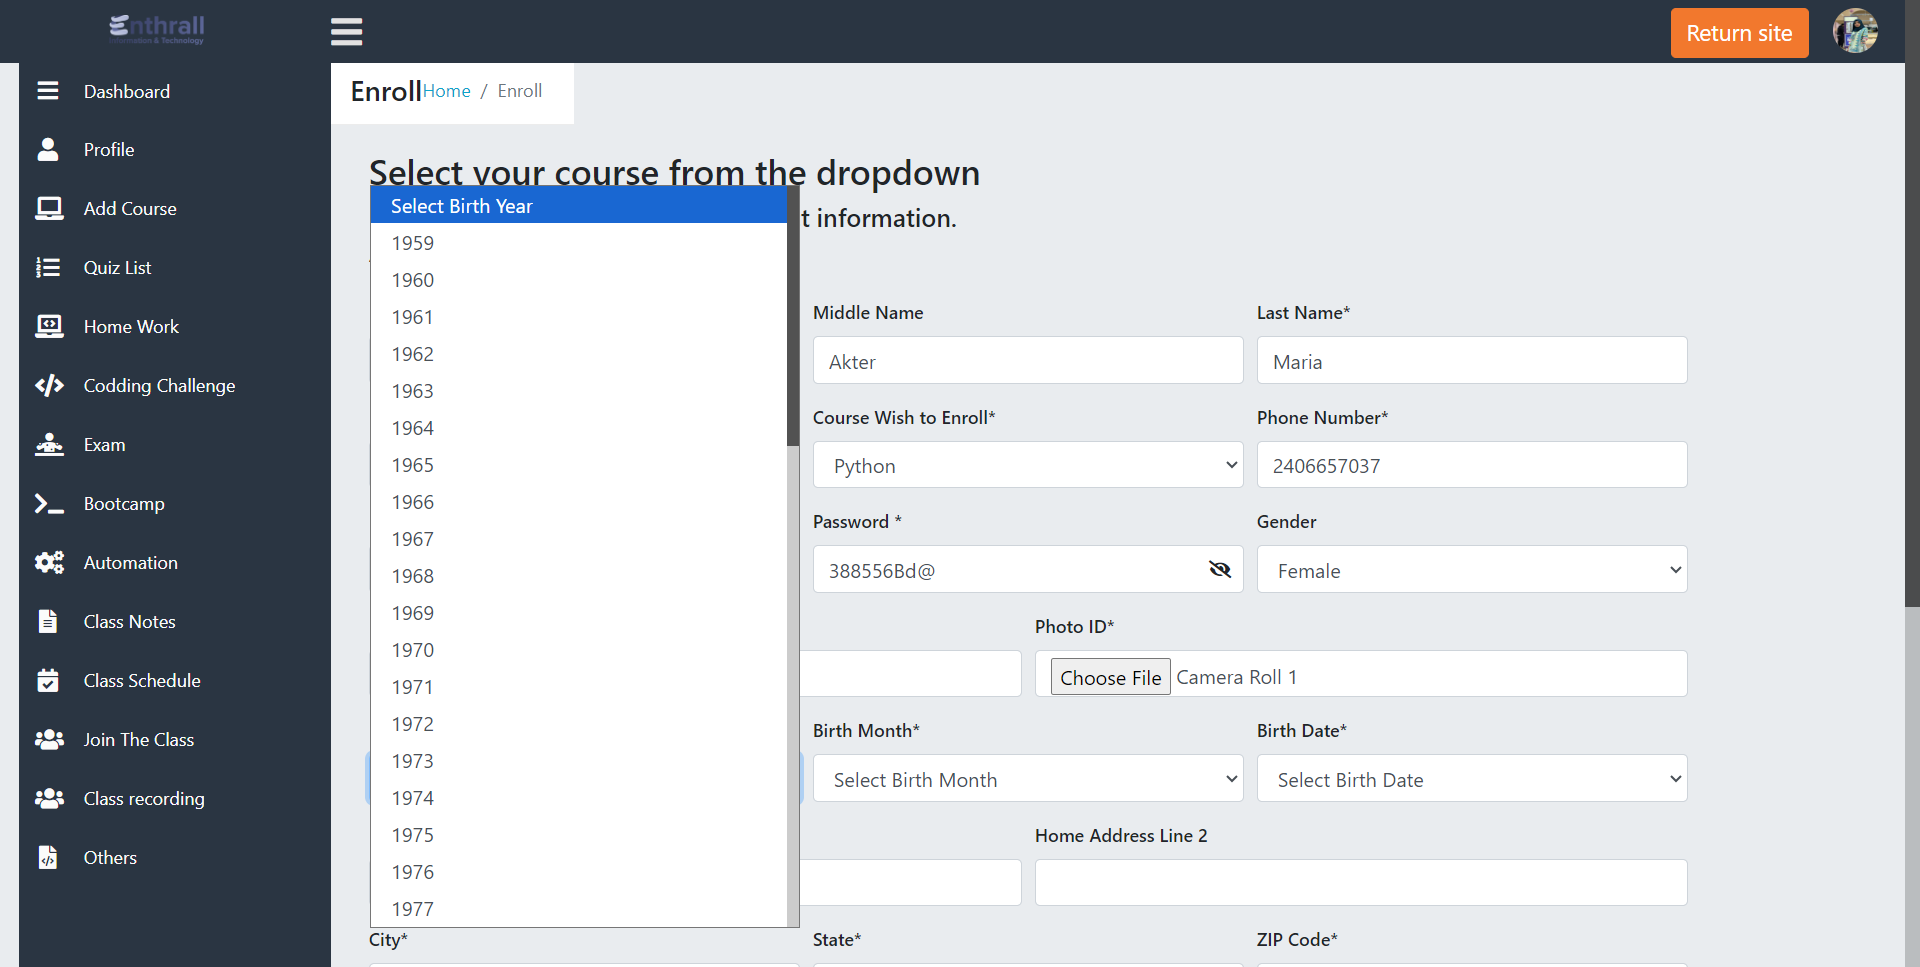 Enthrall
Information & Technology
Return site
Dashboard
Profile
Add Course
Quiz List
Home Work
Codding Challenge
Exam
Bootcamp
Automation
Class Notes
Class Schedule
Join The Class
Class recording
Others
Enroll Home / Enroll
Select your course from the dropdown
t information.
Select Birth Year
1959
1960
1961
1962
1963
1964
1965
1966
1967
1968
1969
1970
1971
1972
1973
1974
1975
1976
1977
Middle Name Last Name*
Akter Maria
Course Wish to Enroll* Phone Number*
Python 2406657037
Password * Gender
388556Bd@ Female
Photo ID*
Choose File Camera Roll 1
Birth Month* Birth Date*
Select Birth Month Select Birth Date
Home Address Line 2
City* State* ZIP Code*